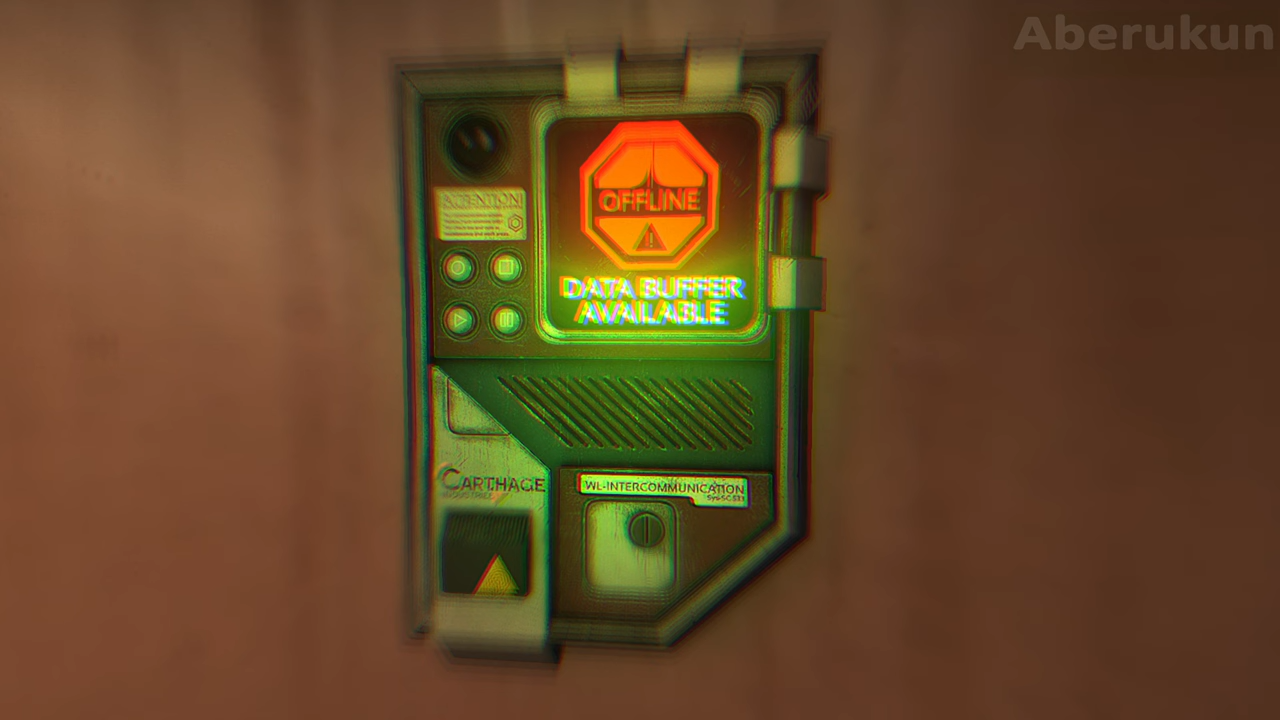 Aberukun
ATTENTION
OFFLINE
!
DATA BUFFER
AVAILABLE
CARTHAGE
INDUSTRIES
WL-INTERCOMMUNICATION